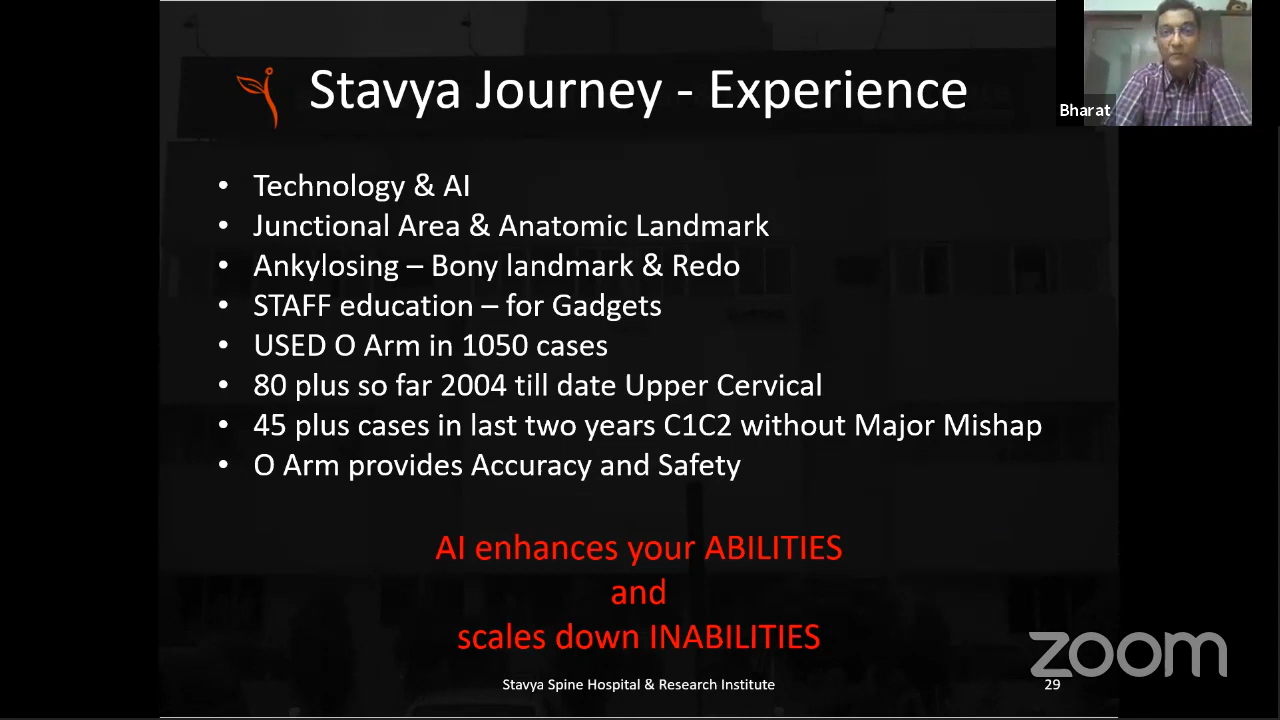 Stavya Journey - Experience
Bharat
• Technology & AI
• Junctional Area & Anatomic Landmark
• Ankylosing – Bony landmark & Redo
• STAFF education – for Gadgets
• USED O Arm in 1050 cases
• 80 plus so far 2004 till date Upper Cervical
• 45 plus cases in last two years C1C2 without Major Mishap
• O Arm provides Accuracy and Safety
AI enhances your ABILITIES
and
scales down INABILITIES
zoom
Stavya Spine Hospital & Research Institute
29